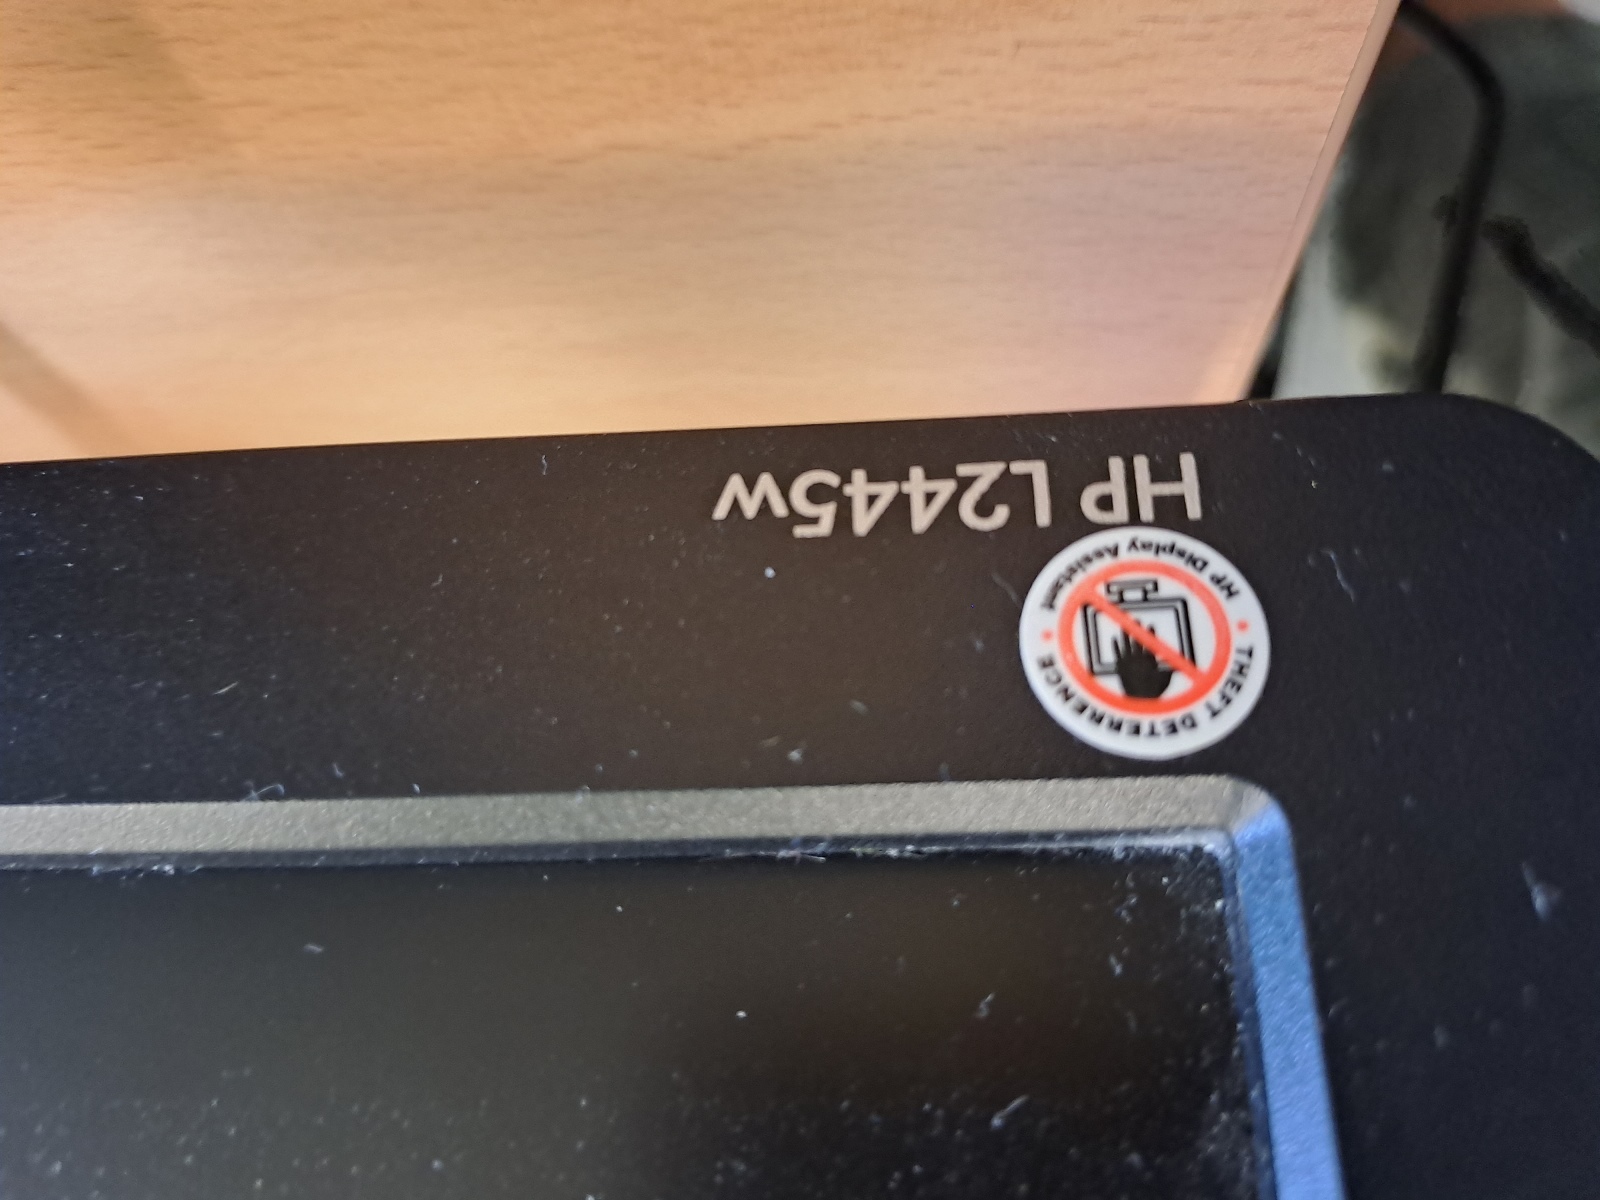 HP L2445w
HP Display Assistant
• THEFT DETERRENCE •